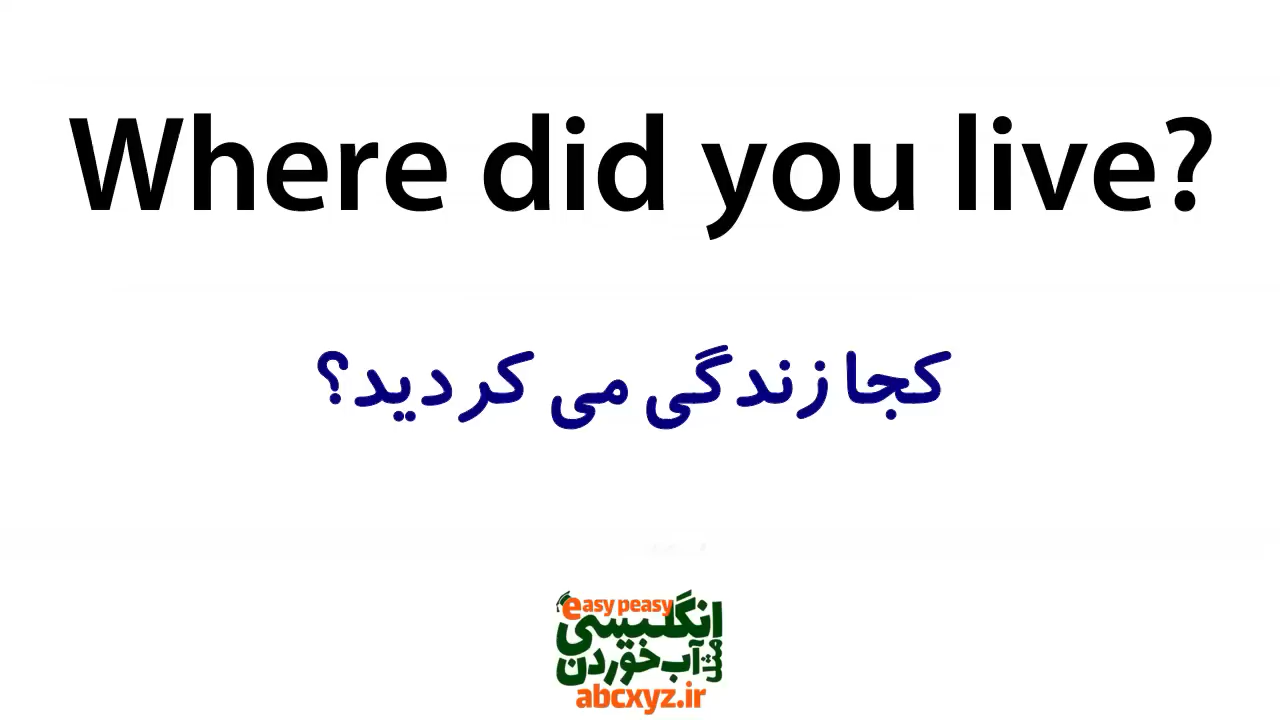 Where did you live?
کجا زندگی می کردید؟
easy peasy
انگلیسی
مثل آب خوردن
abcxyz.ir